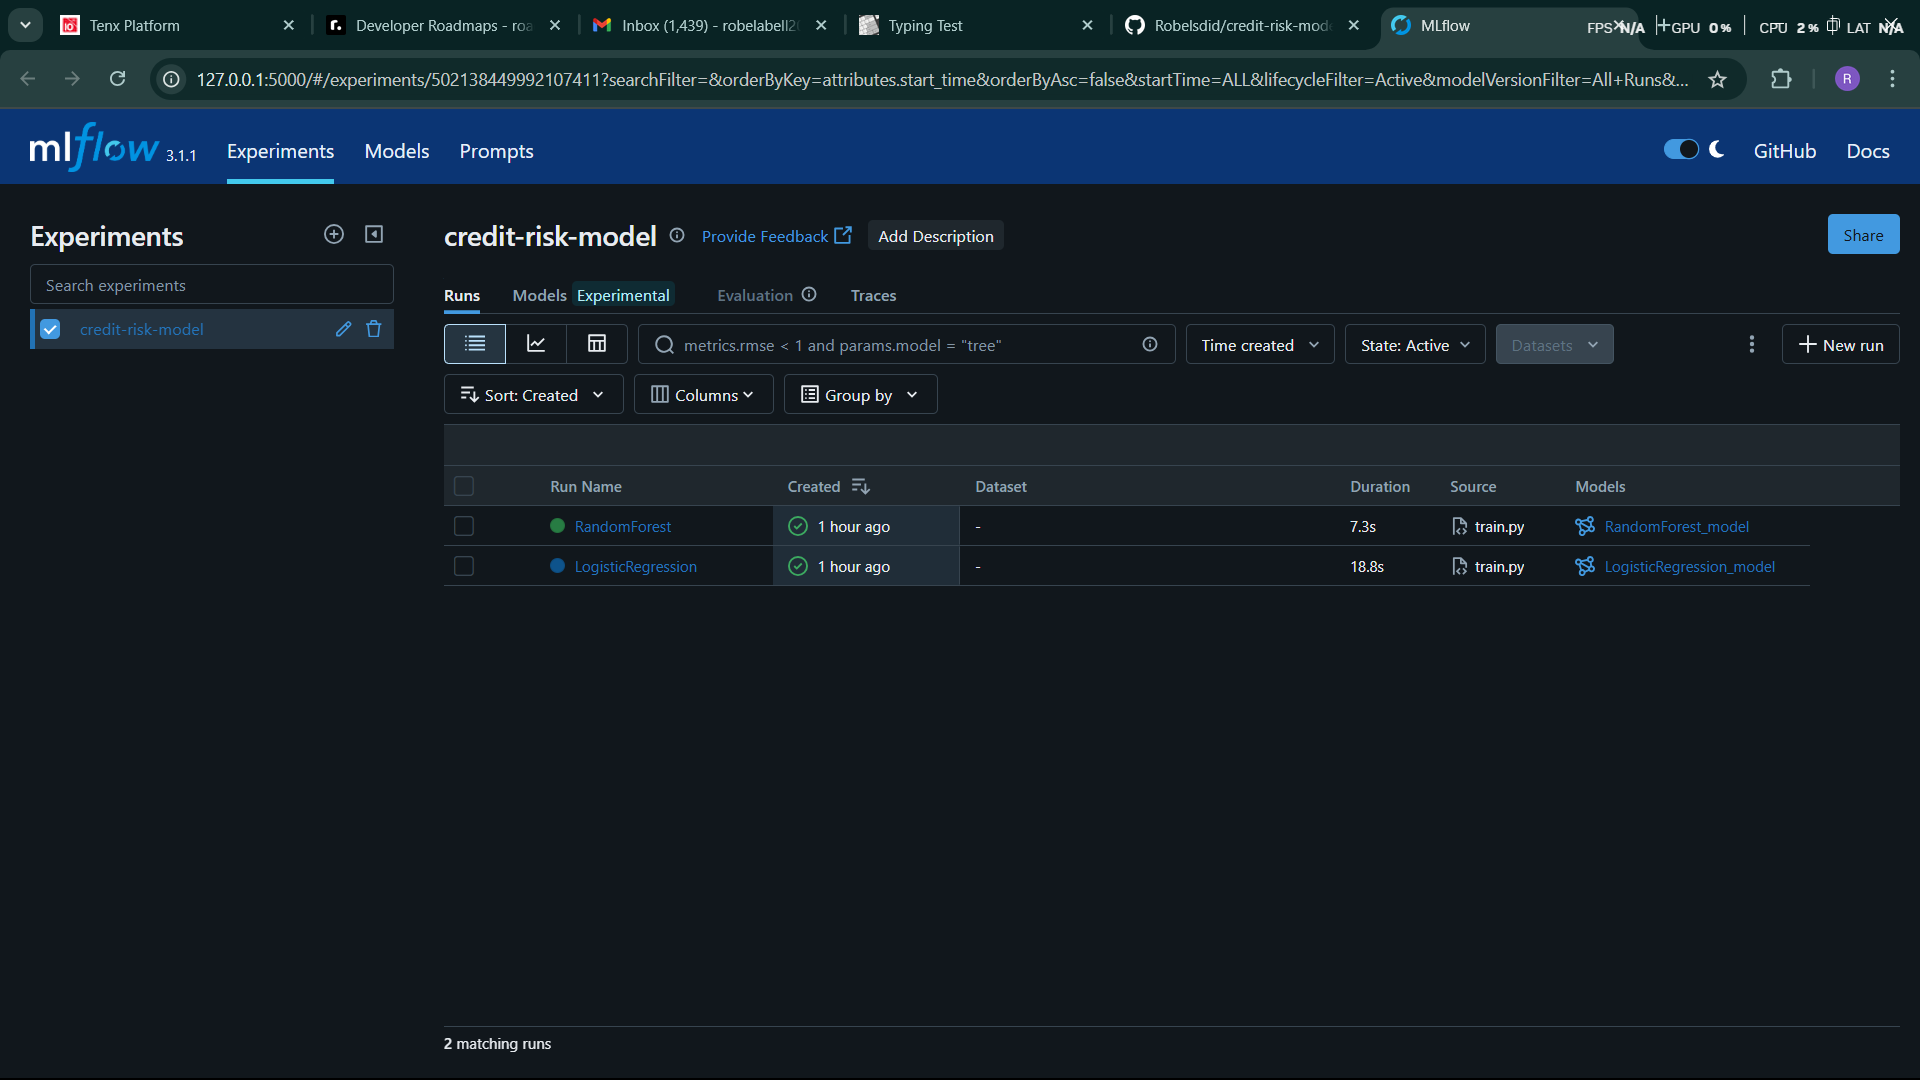 Tenx Platform
Developer Roadmaps - roa
Inbox (1,439) - robelabell20
Typing Test
Robelsdid/credit-risk-mode
MLflow
FPS N/A GPU 0% CPU 2% LAT N/A
127.0.0.1:5000/#/experiments/502138449992107411?searchFilter=&orderByKey=attributes.start_time&orderByAsc=false&startTime=ALL&lifecycleFilter=Active&modelVersionFilter=All+Runs&...
R
mlflow 3.1.1
Experiments
Models
Prompts
GitHub
Docs
Experiments
Search experiments
credit-risk-model
credit-risk-model
Provide Feedback
Add Description
Share
Runs
Models Experimental
Evaluation
Traces
metrics.rmse < 1 and params.model = "tree"
Time created
State: Active
Datasets
New run
Sort: Created
Columns
Group by
Run Name Created Dataset Duration Source Models
RandomForest 1 hour ago - 7.3s train.py RandomForest_model
LogisticRegression 1 hour ago - 18.8s train.py LogisticRegression_model
2 matching runs